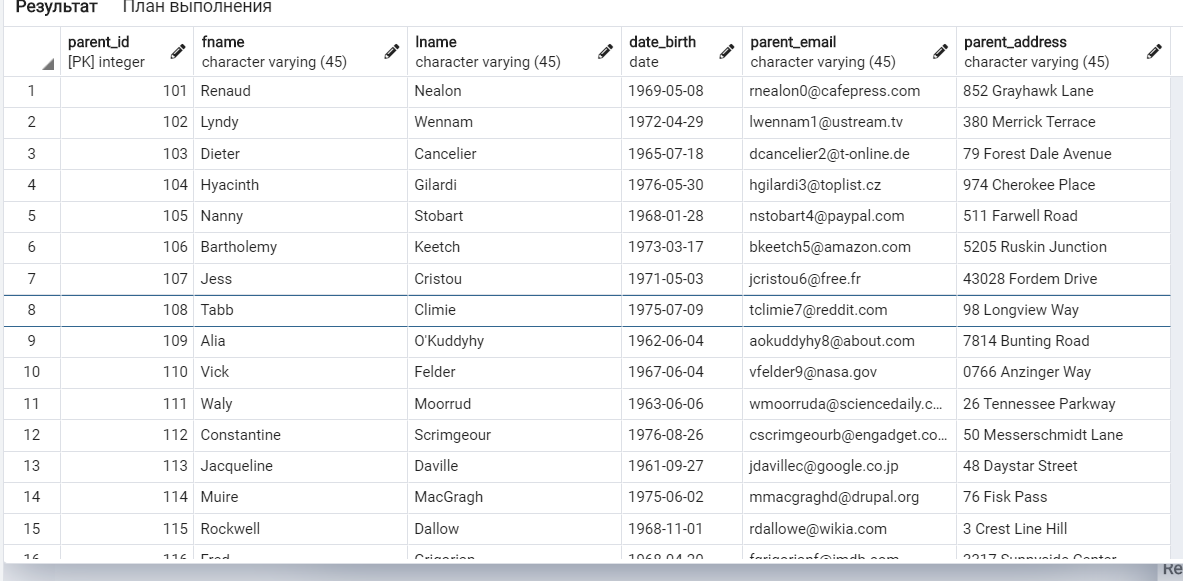 Результат План выполнения
parent_id fname lname date_birth parent_email parent_address
[PK] integer character varying (45) character varying (45) date character varying (45) character varying (45)
1 101 Renaud Nealon 1969-05-08 rnealon0@cafepress.com 852 Grayhawk Lane
2 102 Lyndy Wennam 1972-04-29 lwennam1@ustream.tv 380 Merrick Terrace
3 103 Dieter Cancelier 1965-07-18 dcancelier2@t-online.de 79 Forest Dale Avenue
4 104 Hyacinth Gilardi 1976-05-30 hgilardi3@toplist.cz 974 Cherokee Place
5 105 Nanny Stobart 1968-01-28 nstobart4@paypal.com 511 Farwell Road
6 106 Bartholemy Keetch 1973-03-17 bkeetch5@amazon.com 5205 Ruskin Junction
7 107 Jess Cristou 1971-05-03 jcristou6@free.fr 43028 Fordem Drive
8 108 Tabb Climie 1975-07-09 tclimie7@reddit.com 98 Longview Way
9 109 Alia O'Kuddyhy 1962-06-04 aokuddyhy8@about.com 7814 Bunting Road
10 110 Vick Felder 1967-06-04 vfelder9@nasa.gov 0766 Anzinger Way
11 111 Waly Moorrud 1963-06-06 wmoorruda@sciencedaily.c... 26 Tennessee Parkway
12 112 Constantine Scrimgeour 1976-08-26 cscrimgeourb@engadget.co... 50 Messerschmidt Lane
13 113 Jacqueline Daville 1961-09-27 jdavillec@google.co.jp 48 Daystar Street
14 114 Muire MacGragh 1975-06-02 mmacgraghd@drupal.org 76 Fisk Pass
15 115 Rockwell Dallow 1968-11-01 rdallowe@wikia.com 3 Crest Line Hill
16 116 Fred
Re